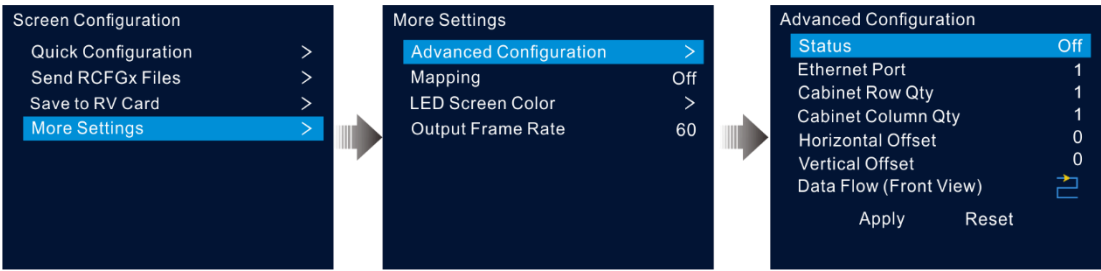 Screen Configuration
Quick Configuration >
Send RCFGx Files >
Save to RV Card >
More Settings >
More Settings
Advanced Configuration >
Mapping Off
LED Screen Color >
Output Frame Rate 60
Advanced Configuration
Status Off
Ethernet Port 1
Cabinet Row Qty 1
Cabinet Column Qty 1
Horizontal Offset 0
Vertical Offset 0
Data Flow (Front View)
Apply Reset